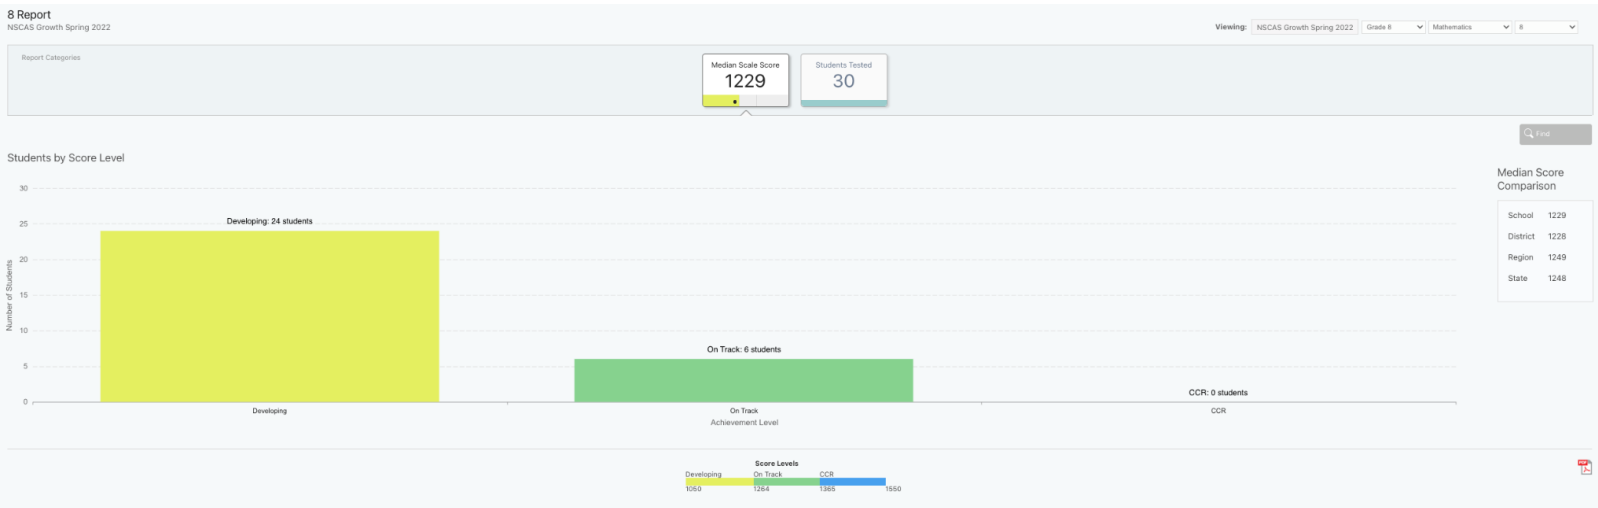 8 Report
NSCAS Growth Spring 2022
Viewing: NSCAS Growth Spring 2022 Grade 8 Mathematics 8
Report Categories
Median Scale Score
1229
Students Tested
30
Find
Students by Score Level
Median Score
Comparison
School 1229
District 1228
Region 1249
State 1248
Number of Students
30
25
20
15
10
5
0
Developing: 24 students
On Track: 6 students
CCR: 0 students
Developing On Track CCR
Achievement Level
Score Levels
Developing On Track CCR
1050 1264 1365 1550
PDF